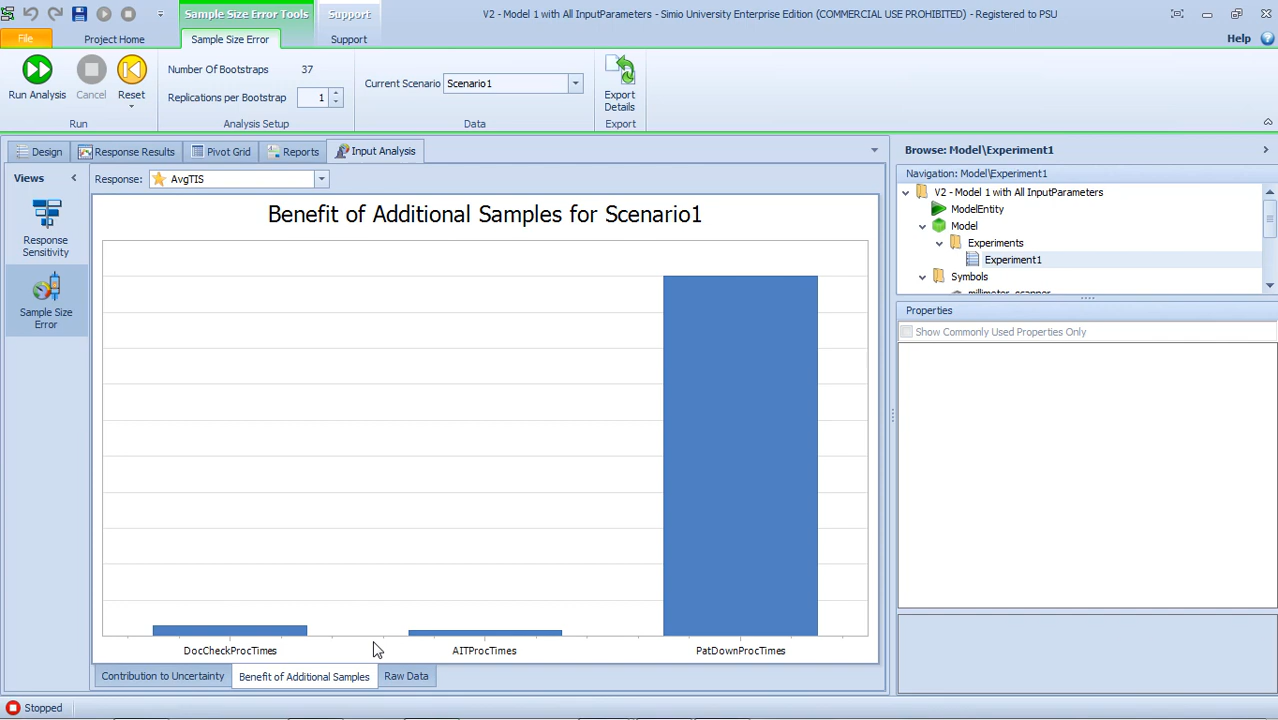 Sample Size Error Tools
Support
V2 - Model 1 with All InputParameters - Simio University Enterprise Edition (COMMERCIAL USE PROHIBITED) - Registered to PSU
File
Project Home
Sample Size Error
Support
Help
Run Analysis
Cancel
Reset
Number Of Bootstraps 37
Replications per Bootstrap 1
Current Scenario Scenario1
Export
Details
Run
Analysis Setup
Data
Export
Design
Response Results
Pivot Grid
Reports
Input Analysis
Views
Response
Sensitivity
Sample Size
Error
Response: AvgTIS
Benefit of Additional Samples for Scenario1
DocCheckProcTimes
AITProcTimes
PatDownProcTimes
Contribution to Uncertainty
Benefit of Additional Samples
Raw Data
Browse: Model\Experiment1
Navigation: Model\Experiment1
V2 - Model 1 with All InputParameters
ModelEntity
Model
Experiments
Experiment1
Symbols
millimeter_scanner
Properties
Show Commonly Used Properties Only
Stopped